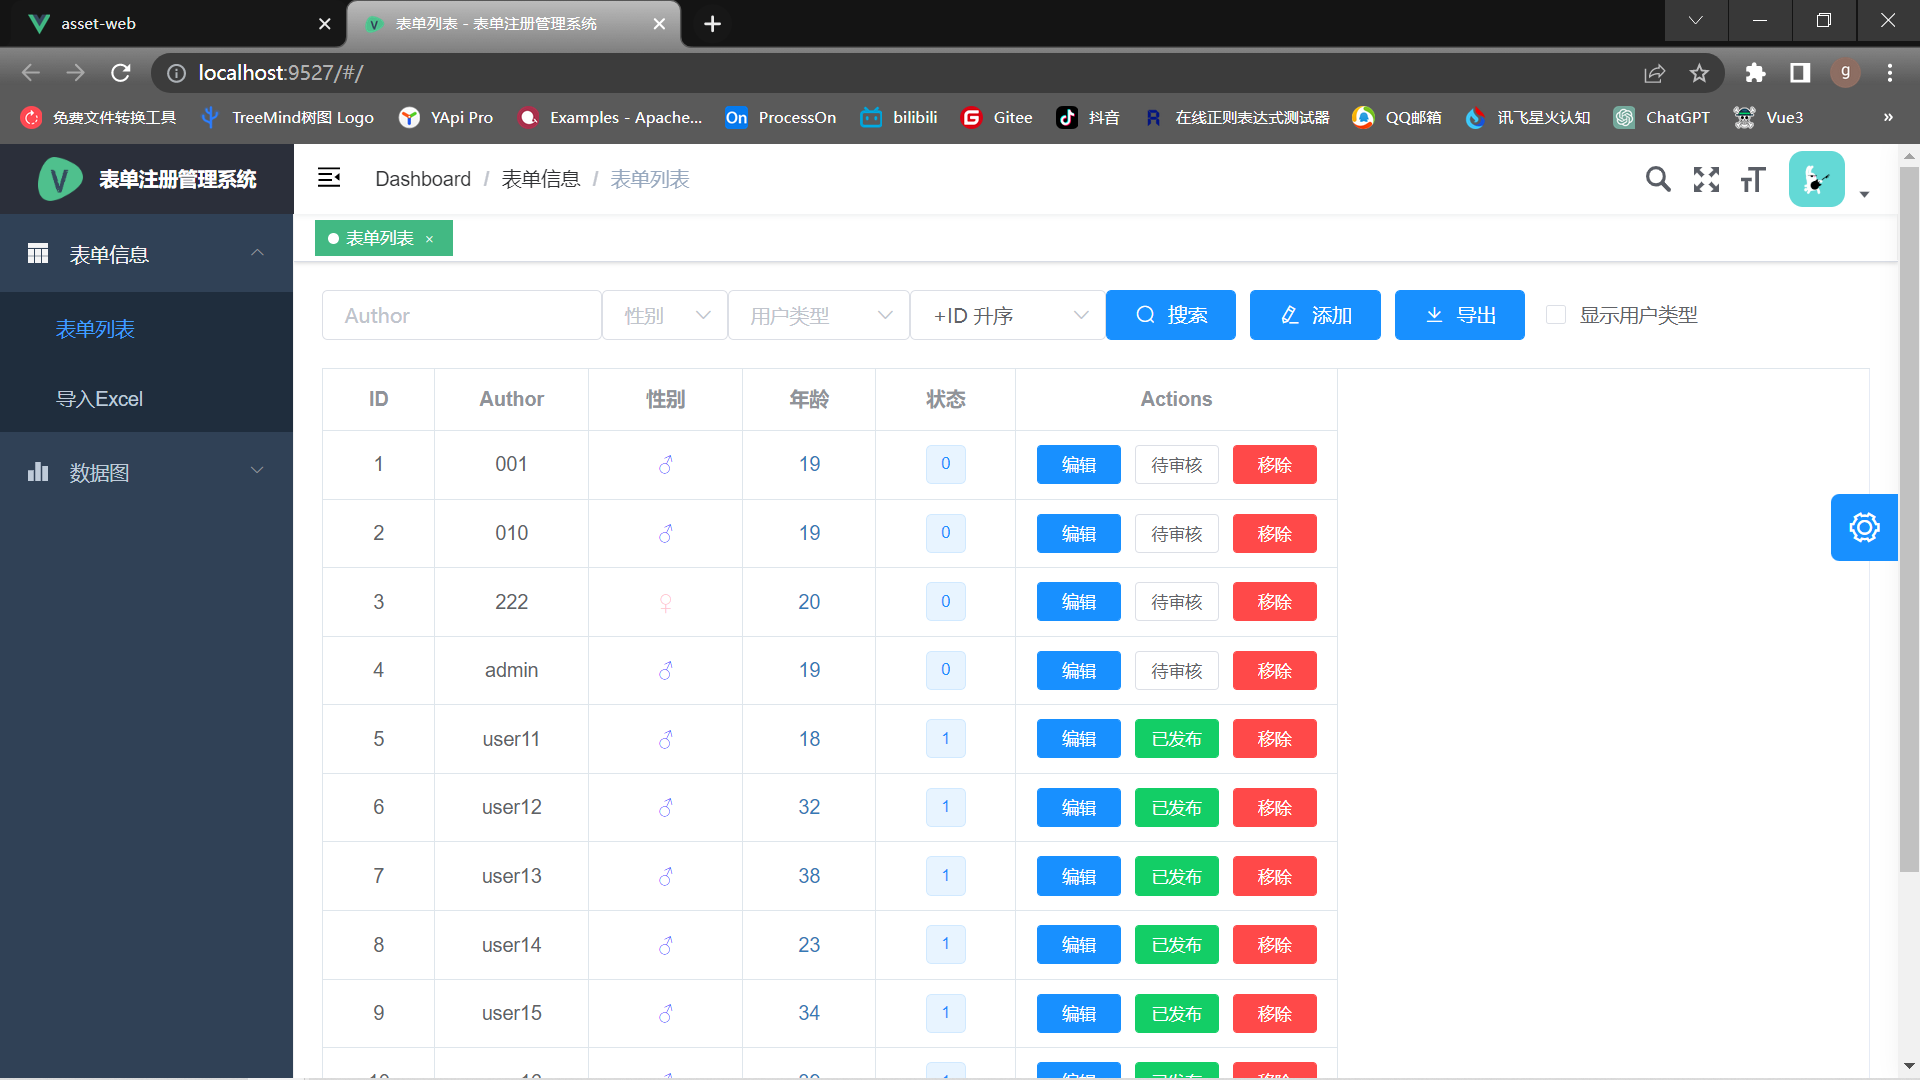 asset-web
表单列表 - 表单注册管理系统
localhost:9527/#/
g
免费文件转换工具
TreeMind树图 Logo
YApi Pro
Examples - Apache...
On ProcessOn
bilibili
G Gitee
抖音
R 在线正则表达式测试器
QQ邮箱
讯飞星火认知
ChatGPT
Vue3
»
V 表单注册管理系统
Dashboard / 表单信息 / 表单列表
表单信息
表单列表
导入Excel
数据图
表单列表 ×
Author 性别 用户类型 +ID 升序 搜索 添加 导出 显示用户类型
ID Author 性别 年龄 状态 Actions
1 001 ♂ 19 0 编辑 待审核 移除
2 010 ♂ 19 0 编辑 待审核 移除
3 222 ♀ 20 0 编辑 待审核 移除
4 admin ♂ 19 0 编辑 待审核 移除
5 user11 ♂ 18 1 编辑 已发布 移除
6 user12 ♂ 32 1 编辑 已发布 移除
7 user13 ♂ 38 1 编辑 已发布 移除
8 user14 ♂ 23 1 编辑 已发布 移除
9 user15 ♂ 34 1 编辑 已发布 移除